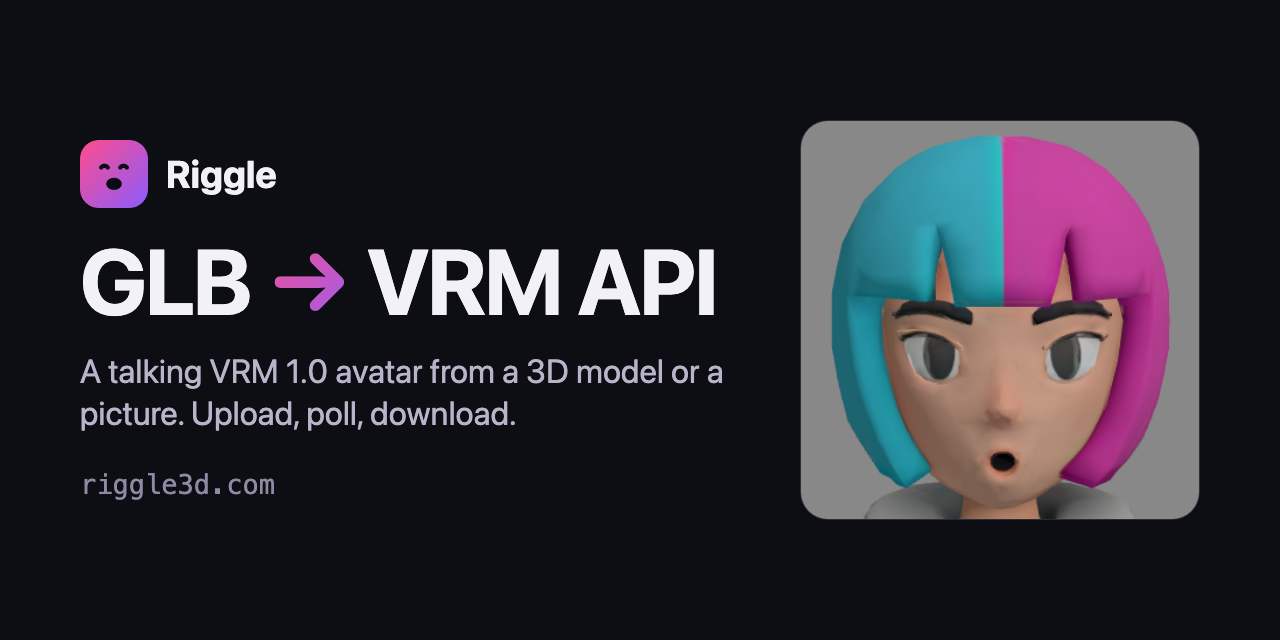 Riggle
GLB → VRM API
A talking VRM 1.0 avatar from a 3D model or a
picture. Upload, poll, download.
riggle3d.com